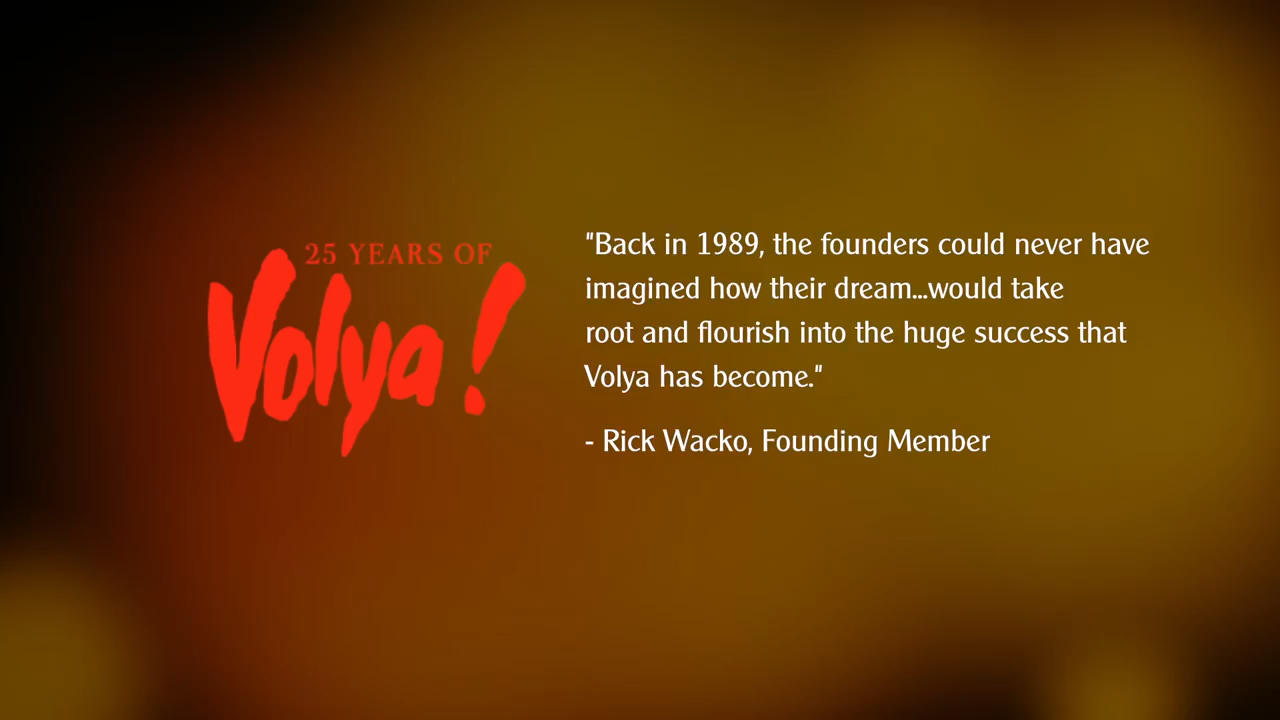 25 YEARS OF
Volya!
"Back in 1989, the founders could never have
imagined how their dream...would take
root and flourish into the huge success that
Volya has become."
- Rick Wacko, Founding Member